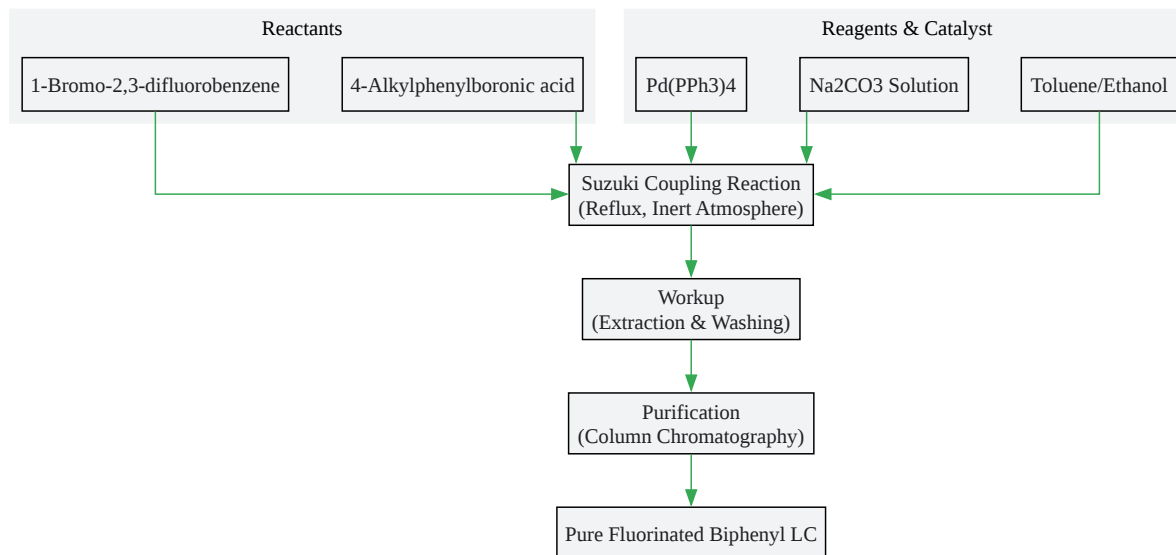 Reactants
Reagents & Catalyst
1-Bromo-2,3-difluorobenzene
4-Alkylphenylboronic acid
Pd(PPh3)4
Na2CO3 Solution
Toluene/Ethanol
Suzuki Coupling Reaction
(Reflux, Inert Atmosphere)
Workup
(Extraction & Washing)
Purification
(Column Chromatography)
Pure Fluorinated Biphenyl LC